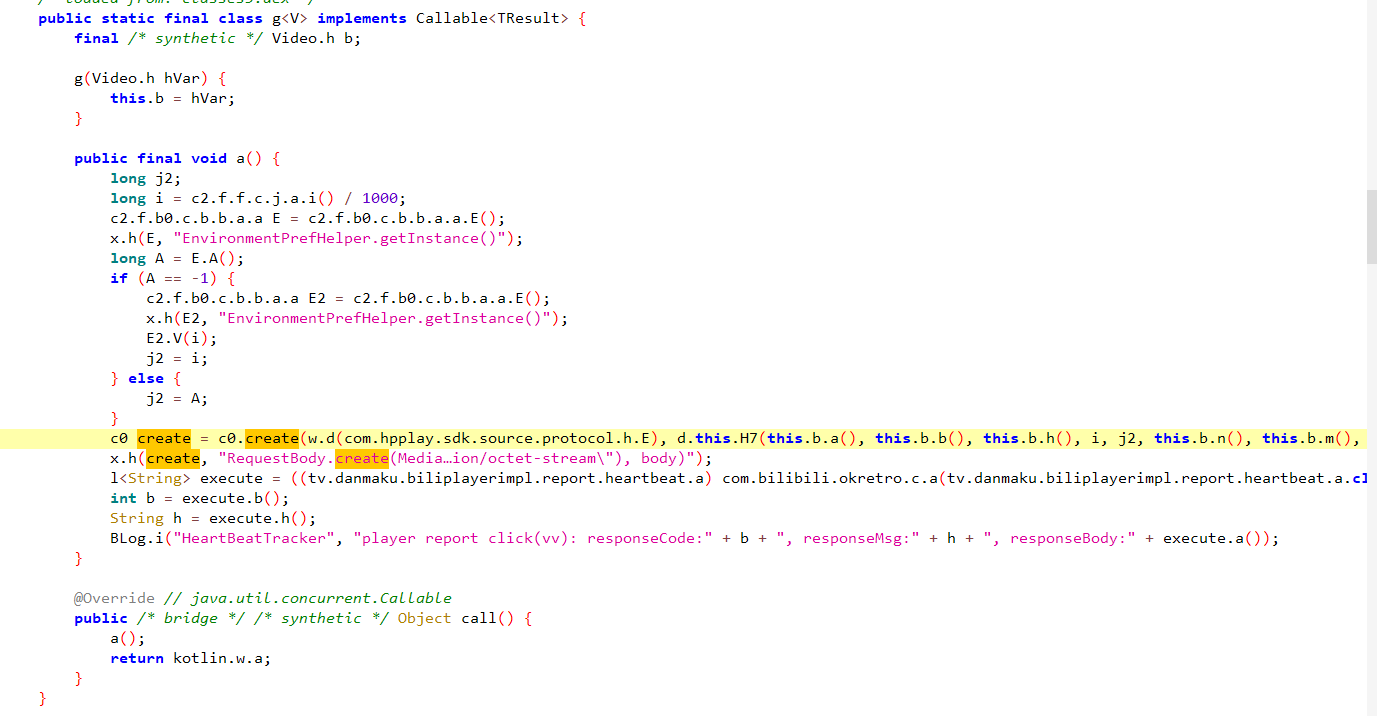 /* loaded from: classes3.dex */
public static final class g<V> implements Callable<TResult> {
final /* synthetic */ Video.h b;
g(Video.h hVar) {
this.b = hVar;
}
public final void a() {
long j2;
long i = c2.f.f.c.j.a.i() / 1000;
c2.f.b0.c.b.b.a.a E = c2.f.b0.c.b.b.a.a.E();
x.h(E, "EnvironmentPrefHelper.getInstance()");
long A = E.A();
if (A == -1) {
c2.f.b0.c.b.b.a.a E2 = c2.f.b0.c.b.b.a.a.E();
x.h(E2, "EnvironmentPrefHelper.getInstance()");
E2.V(i);
j2 = i;
} else {
j2 = A;
}
c0 create = c0.create(w.d(com.hpplay.sdk.source.protocol.h.E), d.this.H7(this.b.a(), this.b.b(), this.b.h(), i, j2, this.b.n(), this.b.m(),
x.h(create, "RequestBody.create(Media…ion/octet-stream\"), body)");
l<String> execute = ((tv.danmaku.biliplayerimpl.report.heartbeat.a) com.bilibili.okretro.c.a(tv.danmaku.biliplayerimpl.report.heartbeat.a.cl
int b = execute.b();
String h = execute.h();
BLog.i("HeartBeatTracker", "player report click(vv): responseCode:" + b + ", responseMsg:" + h + ", responseBody:" + execute.a());
}
@Override // java.util.concurrent.Callable
public /* bridge */ /* synthetic */ Object call() {
a();
return kotlin.w.a;
}
}